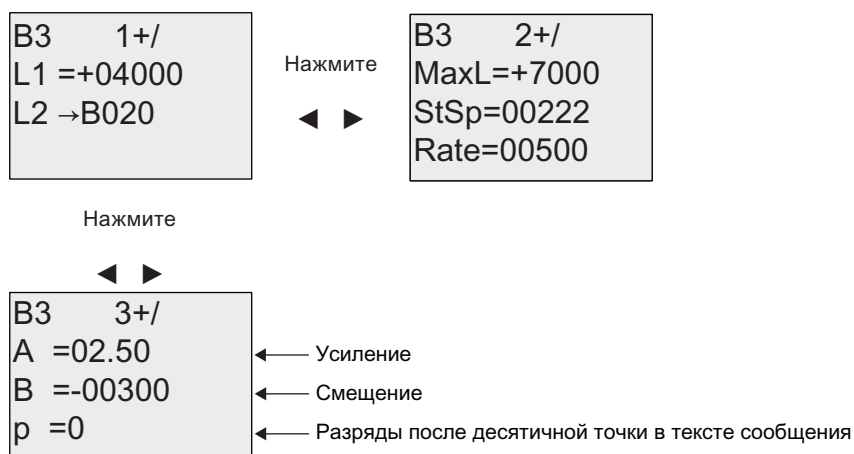 B3 1+/
L1 =+04000
L2 →B020
Нажмите
◄ ►
B3 2+/
MaxL=+7000
StSp=00222
Rate=00500
Нажмите
◄ ►
B3 3+/
A =02.50
B =-00300
p =0
Усиление
Смещение
Разряды после десятичной точки в тексте сообщения